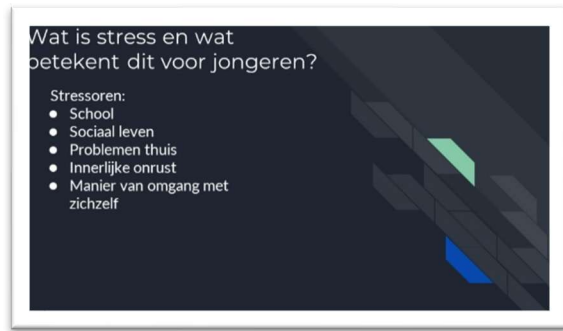 Wat is stress en wat
betekent dit voor jongeren?
Stressoren:
● School
● Sociaal leven
● Problemen thuis
● Innerlijke onrust
● Manier van omgang met
zichzelf